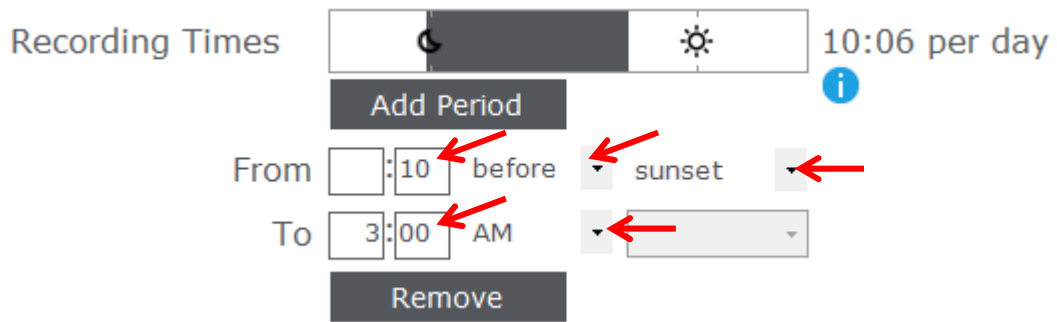 Recording Times 10:06 per day
i
Add Period
From :10 before sunset
To 3:00 AM
Remove